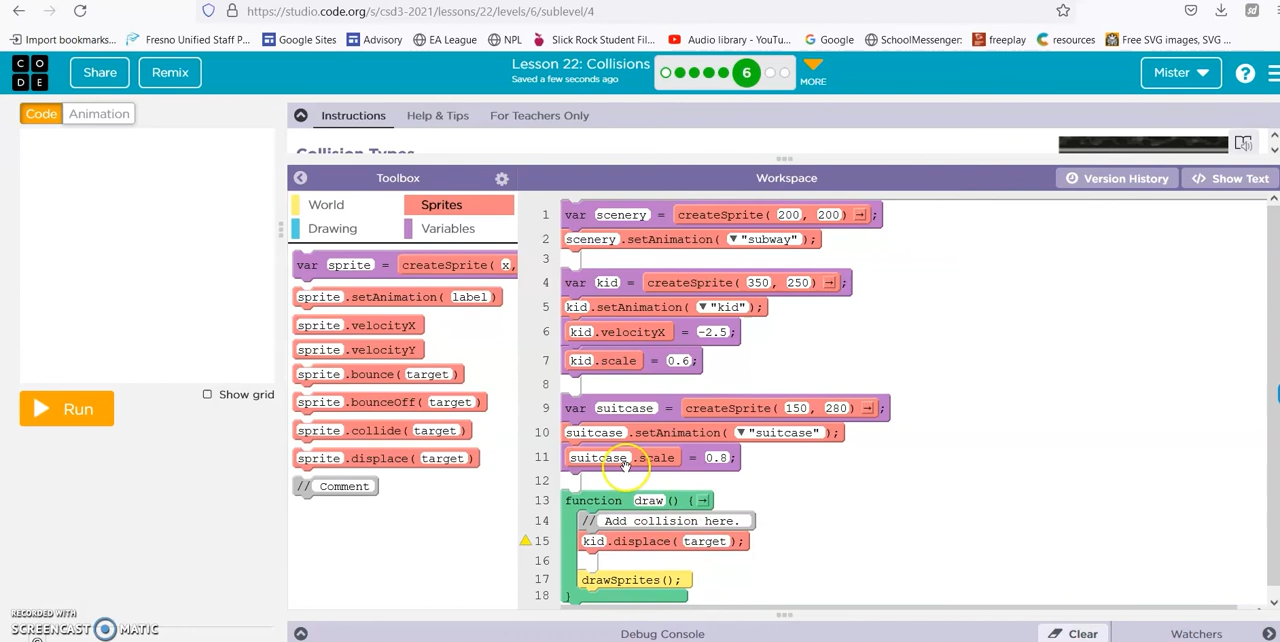 https://studio.code.org/s/csd3-2021/lessons/22/levels/6/sublevel/4
Import bookmarks...
Fresno Unified Staff P...
Google Sites
Advisory
EA League
NPL
Slick Rock Student Fil...
Audio library - YouTu...
Google
SchoolMessenger:
freeplay
resources
Free SVG images, SVG ...
CO
DE
Share
Remix
Lesson 22: Collisions
Saved a few seconds ago
6
MORE
Mister
?
Code
Animation
Instructions
Help & Tips
For Teachers Only
Collision Types
Toolbox
Workspace
Version History
</> Show Text
World
Sprites
Drawing
Variables
var sprite = createSprite( x,
sprite.setAnimation( label )
sprite.velocityX
sprite.velocityY
sprite.bounce( target )
sprite.bounceOff( target )
sprite.collide( target )
sprite.displace( target )
// Comment
Run
Show grid
1 var scenery = createSprite( 200, 200) ;
2 scenery.setAnimation( "subway");
3
4 var kid = createSprite( 350, 250) ;
5 kid.setAnimation( "kid");
6 kid.velocityX = -2.5;
7 kid.scale = 0.6;
8
9 var suitcase = createSprite( 150, 280) ;
10 suitcase.setAnimation( "suitcase");
11 suitcase.scale = 0.8;
12
13 function draw() {
14 // Add collision here.
15 kid.displace( target );
16
17 drawSprites();
18 }
RECORDED WITH
SCREENCAST MATIC
Debug Console
Clear
Watchers